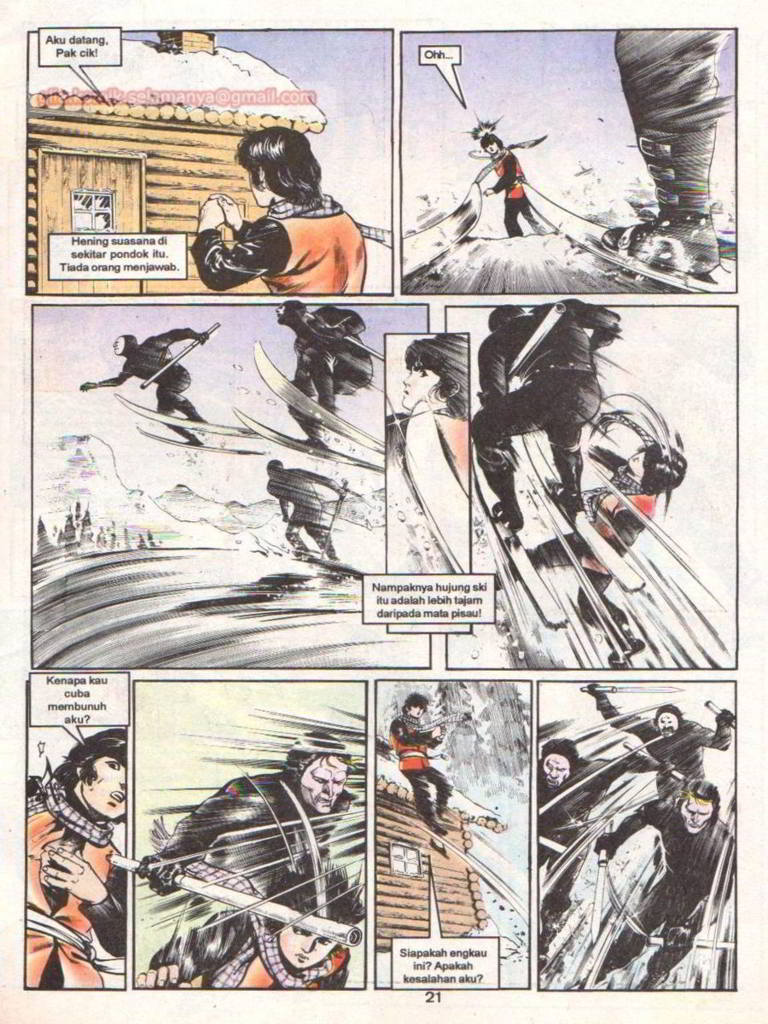 Aku datang,
Pak cik!
Hening suasana di
sekitar pondok itu.
Tiada orang menjawab.
Ohh...
Nampaknya hujung ski
itu adalah lebih tajam
daripada mata pisau!
Kenapa kau
cuba
membunuh
aku?
Siapakah engkau
ini? Apakah
kesalahan aku?
21